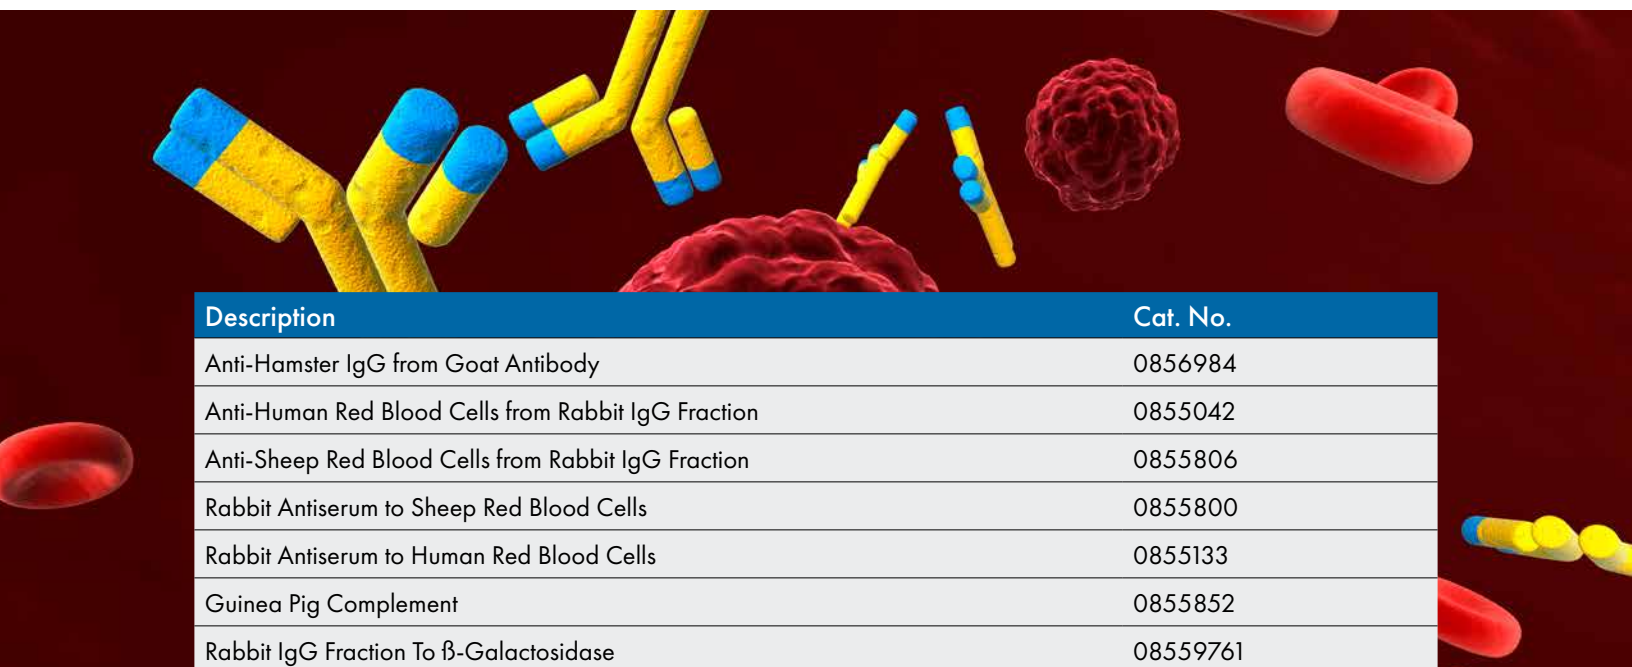 Description Cat. No.
Anti-Hamster IgG from Goat Antibody 0856984
Anti-Human Red Blood Cells from Rabbit IgG Fraction 0855042
Anti-Sheep Red Blood Cells from Rabbit IgG Fraction 0855806
Rabbit Antiserum to Sheep Red Blood Cells 0855800
Rabbit Antiserum to Human Red Blood Cells 0855133
Guinea Pig Complement 0855852
Rabbit IgG Fraction To ß-Galactosidase 08559761